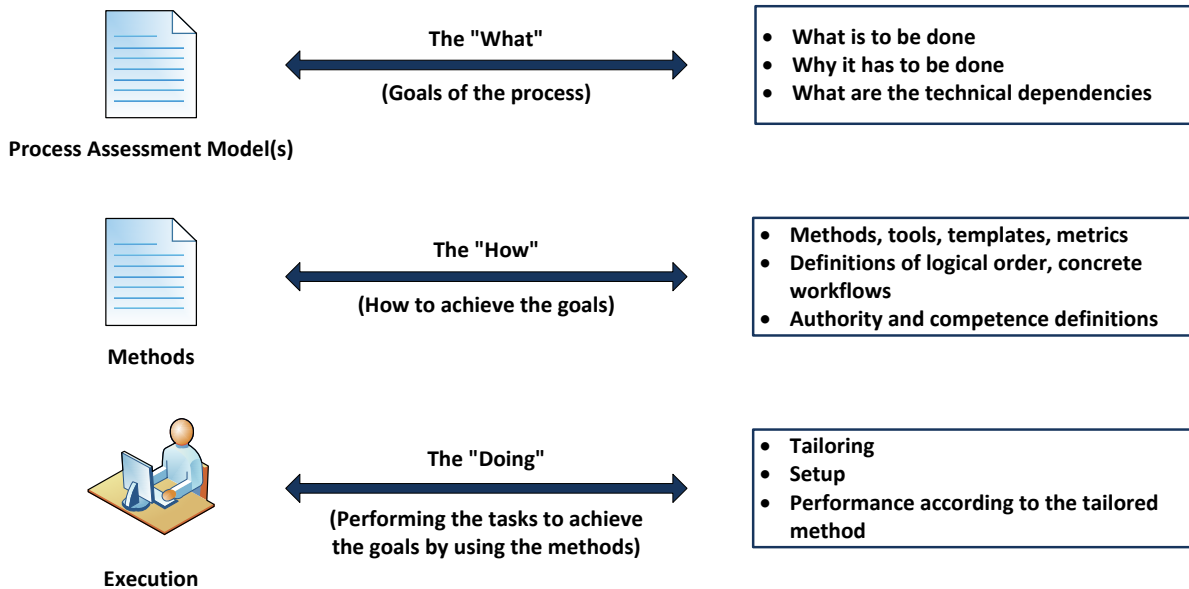 The "What"
(Goals of the process)
• What is to be done
• Why it has to be done
• What are the technical dependencies
Process Assessment Model(s)
The "How"
(How to achieve the goals)
• Methods, tools, templates, metrics
• Definitions of logical order, concrete
workflows
• Authority and competence definitions
Methods
The "Doing"
(Performing the tasks to achieve
the goals by using the methods)
• Tailoring
• Setup
• Performance according to the tailored
method
Execution